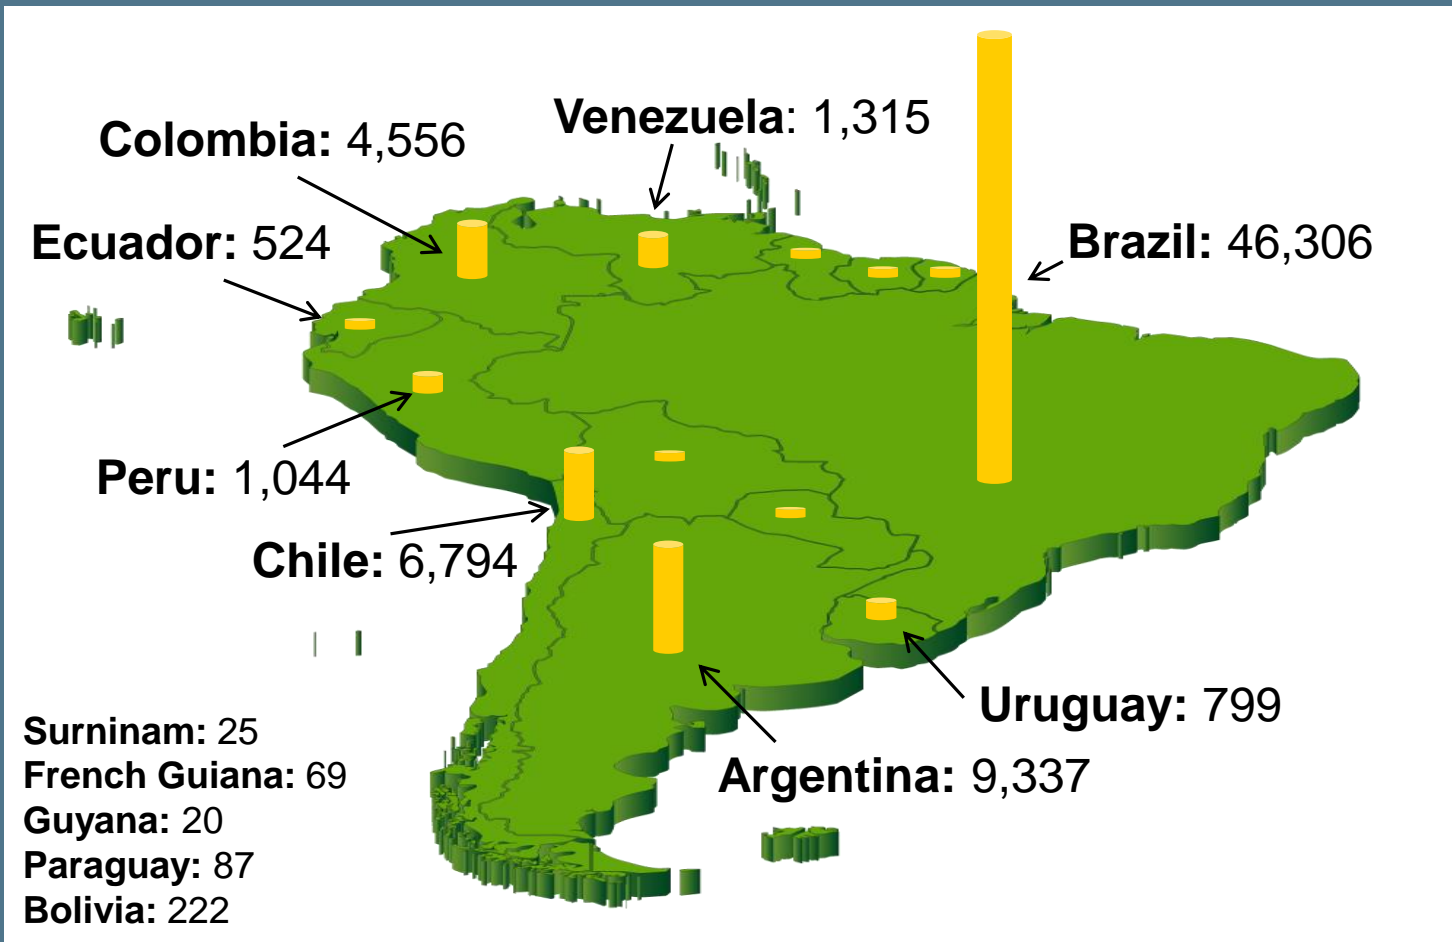 Venezuela: 1,315
Colombia: 4,556
Ecuador: 524
Brazil: 46,306
Peru: 1,044
Chile: 6,794
Uruguay: 799
Argentina: 9,337
Surninam: 25
French Guiana: 69
Guyana: 20
Paraguay: 87
Bolivia: 222